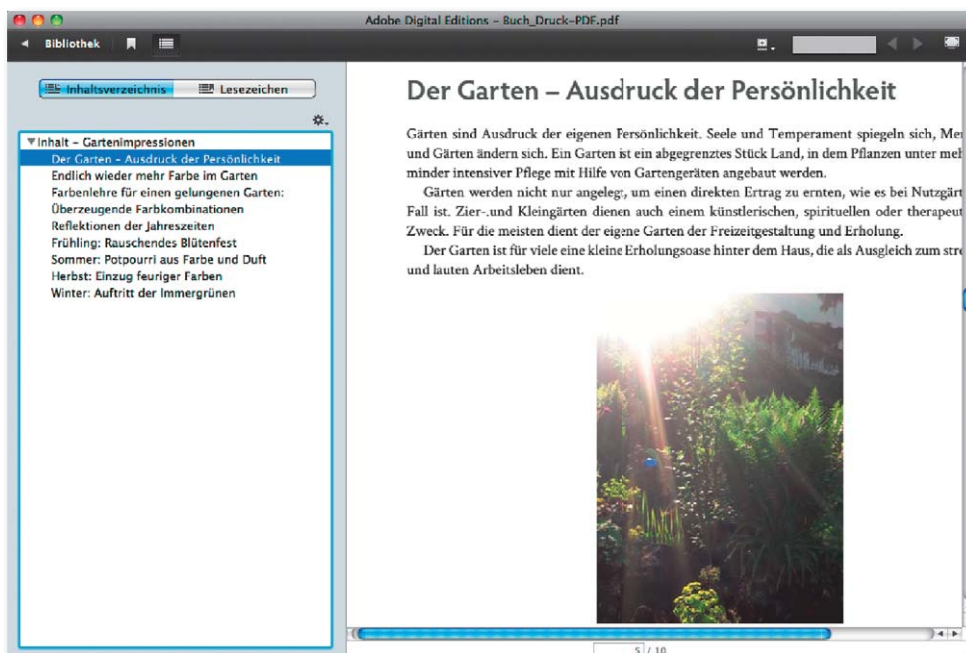 Adobe Digital Editions – Buch_Druck-PDF.pdf
Bibliothek
Inhaltsverzeichnis
Lesezeichen
Inhalt – Gartenimpressionen
Der Garten – Ausdruck der Persönlichkeit
Endlich wieder mehr Farbe im Garten
Farbenlehre für einen gelungenen Garten:
Überzeugende Farbkombinationen
Reflektionen der Jahreszeiten
Frühling: Rauschendes Blütenfest
Sommer: Potpourri aus Farbe und Duft
Herbst: Einzug feuriger Farben
Winter: Auftritt der Immergrünen
Der Garten – Ausdruck der Persönlichkeit
Gärten sind Ausdruck der eigenen Persönlichkeit. Seele und Temperament spiegeln sich,
und Gärten ändern sich. Ein Garten ist ein abgegrenztes Stück Land, in dem Pflanzen unter
minder intensiver Pflege mit Hilfe von Gartengeräten angebaut werden.
Gärten werden nicht nur angelegt, um einen direkten Ertrag zu ernten, wie es bei
Fall ist. Zier-.und Kleingärten dienen auch einem künstlerischen, spirituellen oder
Zweck. Für die meisten dient der eigene Garten der Freizeitgestaltung und Erholung.
Der Garten ist für viele eine kleine Erholungsoase hinter dem Haus, die als Ausgleich zum
und lauten Arbeitsleben dient.
5 / 10